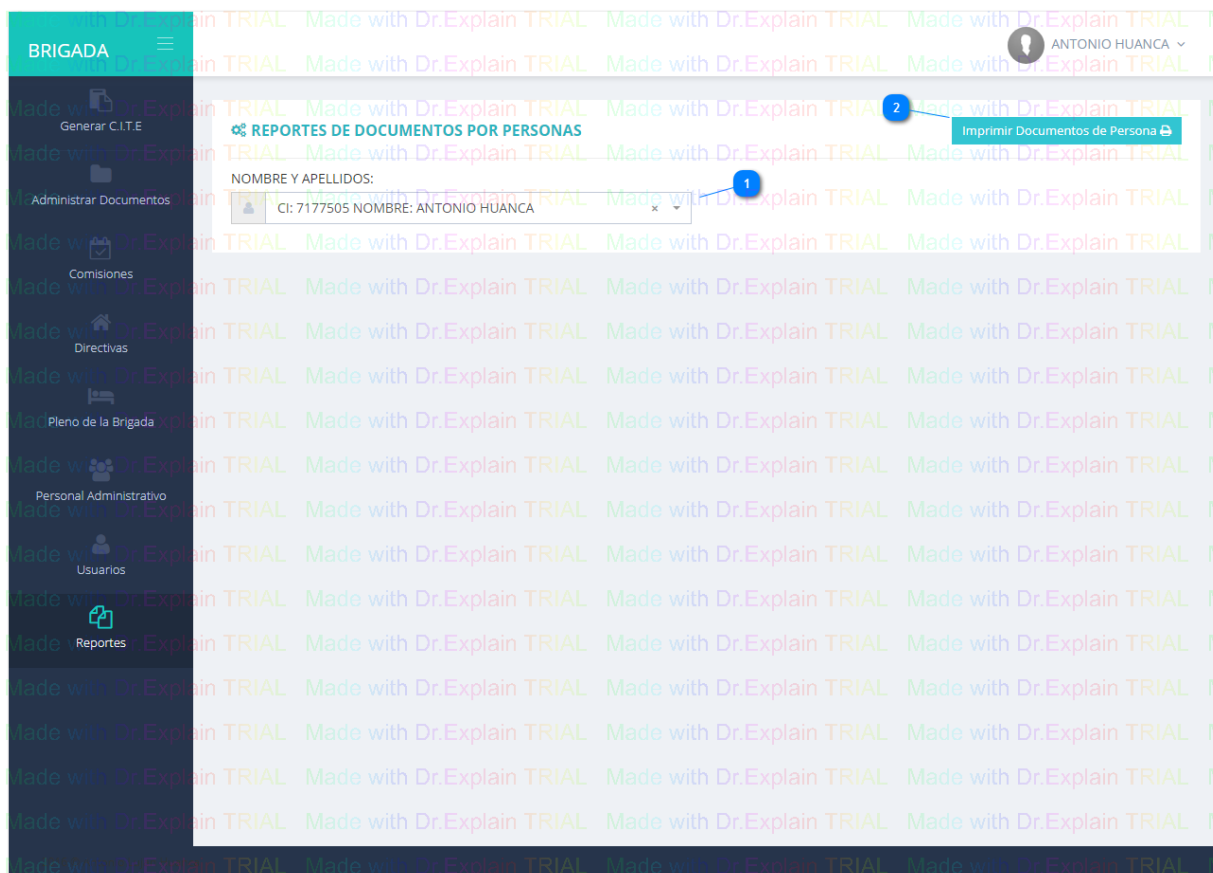 BRIGADA
ANTONIO HUANCA
Generar C.I.T.E
Administrar Documentos
Comisiones
Directivas
Pleno de la Brigada
Personal Administrativo
Usuarios
Reportes
REPORTES DE DOCUMENTOS POR PERSONAS
2
Imprimir Documentos de Persona
NOMBRE Y APELLIDOS:
1
CI: 7177505 NOMBRE: ANTONIO HUANCA
Made with Dr.Explain TRIAL